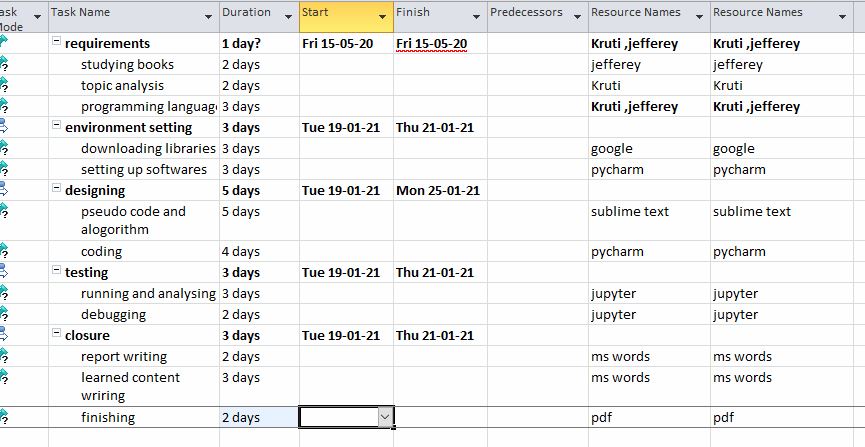 ask Mode Task Name Duration Start Finish Predecessors Resource Names Resource Names
requirements 1 day? Fri 15-05-20 Fri 15-05-20 Kruti ,jefferey Kruti ,jefferey
studying books 2 days jefferey jefferey
topic analysis 2 days Kruti Kruti
programming languag 3 days Kruti ,jefferey Kruti ,jefferey
environment setting 3 days Tue 19-01-21 Thu 21-01-21
downloading libraries 3 days google google
setting up softwares 3 days pycharm pycharm
designing 5 days Tue 19-01-21 Mon 25-01-21
pseudo code and 5 days sublime text sublime text
alogorithm
coding 4 days pycharm pycharm
testing 3 days Tue 19-01-21 Thu 21-01-21
running and analysing 3 days jupyter jupyter
debugging 2 days jupyter jupyter
closure 3 days Tue 19-01-21 Thu 21-01-21
report writing 2 days ms words ms words
learned content 3 days ms words ms words
wriring
finishing 2 days pdf pdf